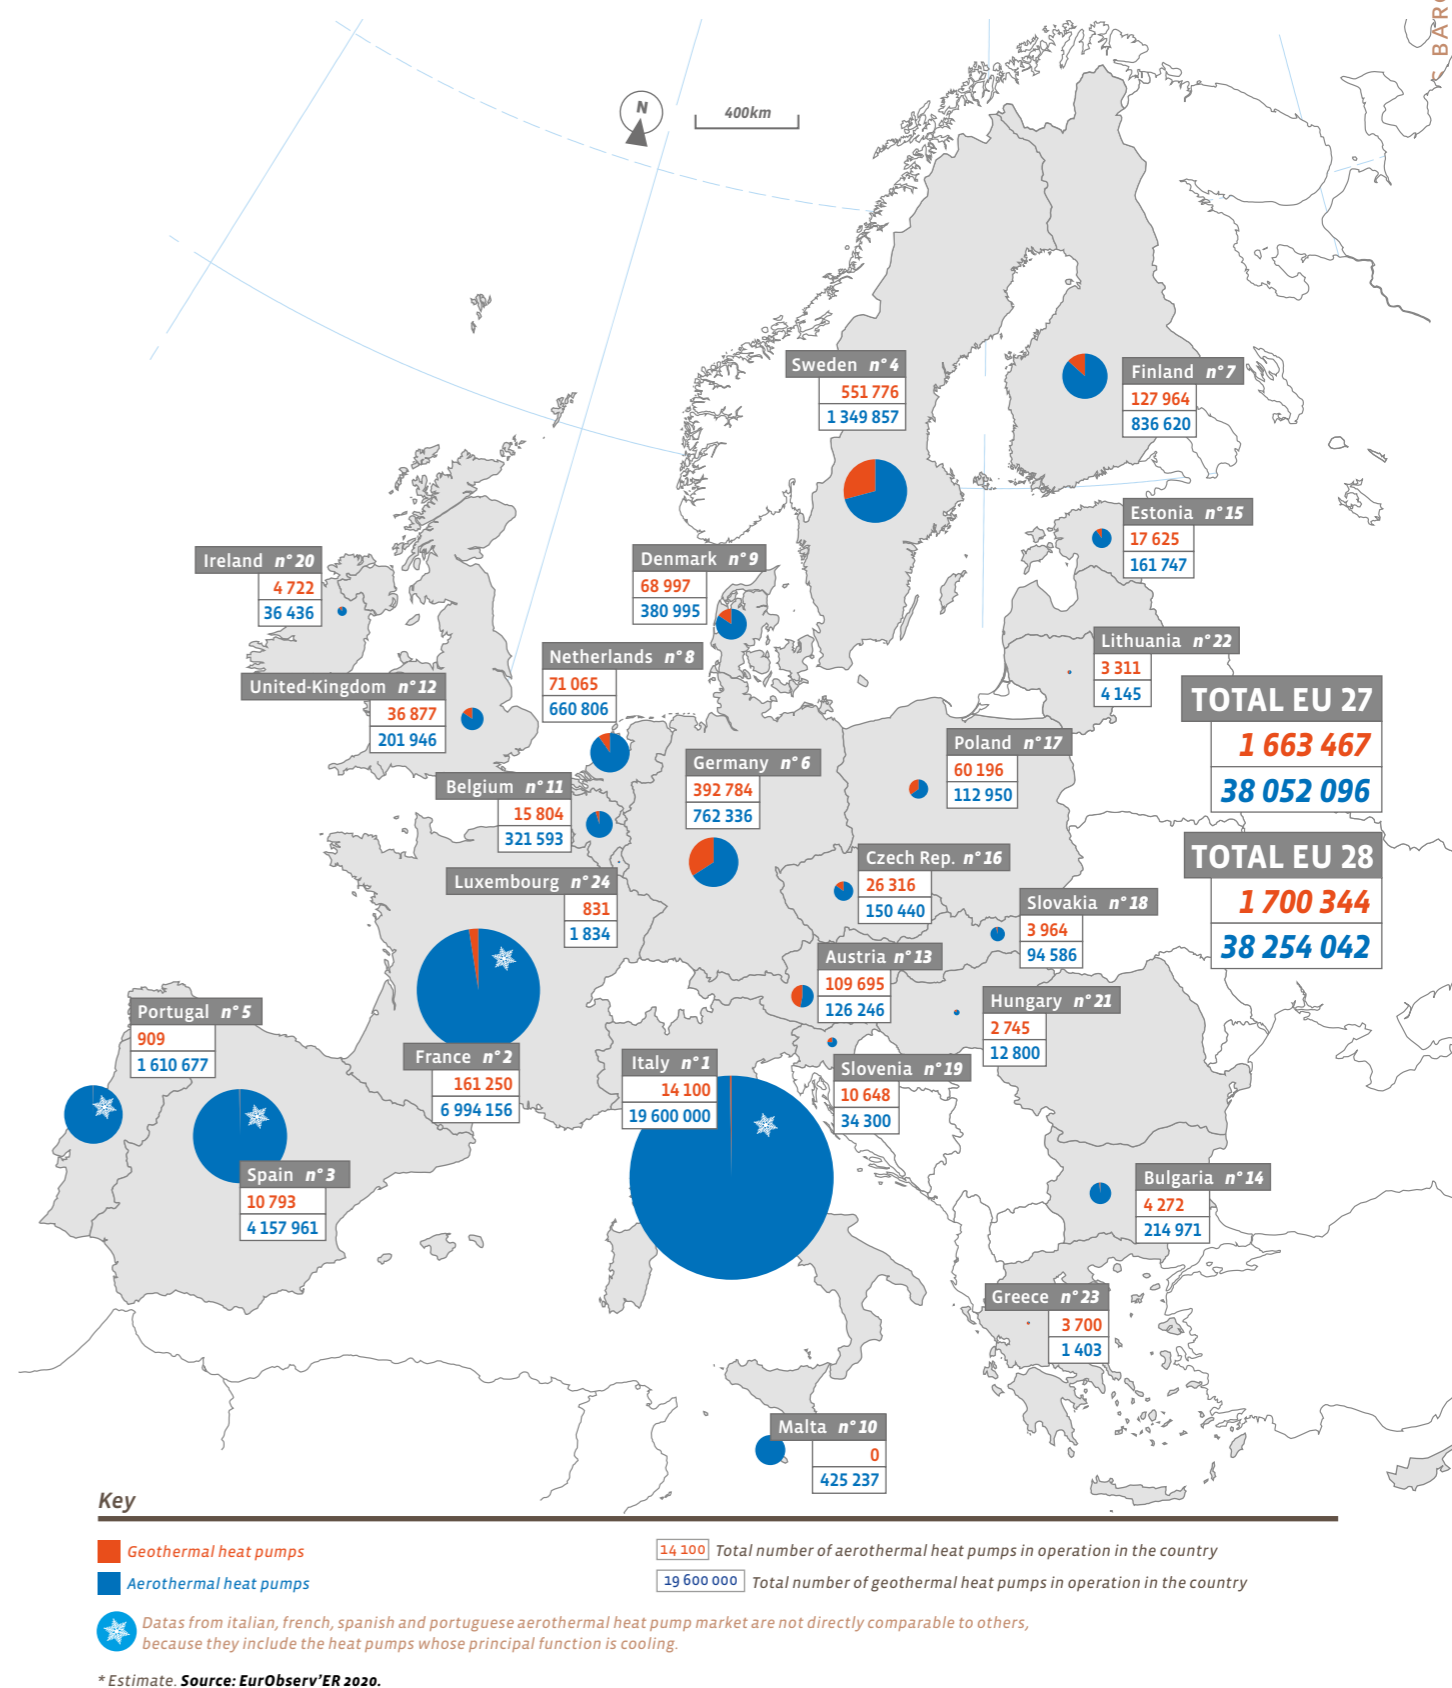 BARO
N
400km
Sweden n°4
551 776
1 349 857
Finland n°7
127 964
836 620
Estonia n°15
17 625
161 747
Ireland n°20
4 722
36 436
Denmark n°9
68 997
380 995
Lithuania n°22
3 311
4 145
Netherlands n°8
71 065
660 806
United-Kingdom n°12
36 877
201 946
TOTAL EU 27
1 663 467
38 052 096
Poland n°17
60 196
112 950
Germany n°6
392 784
762 336
Belgium n°11
15 804
321 593
TOTAL EU 28
1 700 344
38 254 042
Czech Rep. n°16
26 316
150 440
Luxembourg n°24
831
1 834
Slovakia n°18
3 964
94 586
Austria n°13
109 695
126 246
Hungary n°21
2 745
12 800
Portugal n°5
909
1 610 677
France n°2
161 250
6 994 156
Italy n°1
14 100
19 600 000
Slovenia n°19
10 648
34 300
Spain n°3
10 793
4 157 961
Bulgaria n°14
4 272
214 971
Greece n°23
3 700
1 403
Malta n°10
0
425 237
Key
Geothermal heat pumps
14 100 Total number of aerothermal heat pumps in operation in the country
Aerothermal heat pumps
19 600 000 Total number of geothermal heat pumps in operation in the country
Datas from italian, french, spanish and portuguese aerothermal heat pump market are not directly comparable to others,
because they include the heat pumps whose principal function is cooling.
* Estimate. Source: EurObserv'ER 2020.